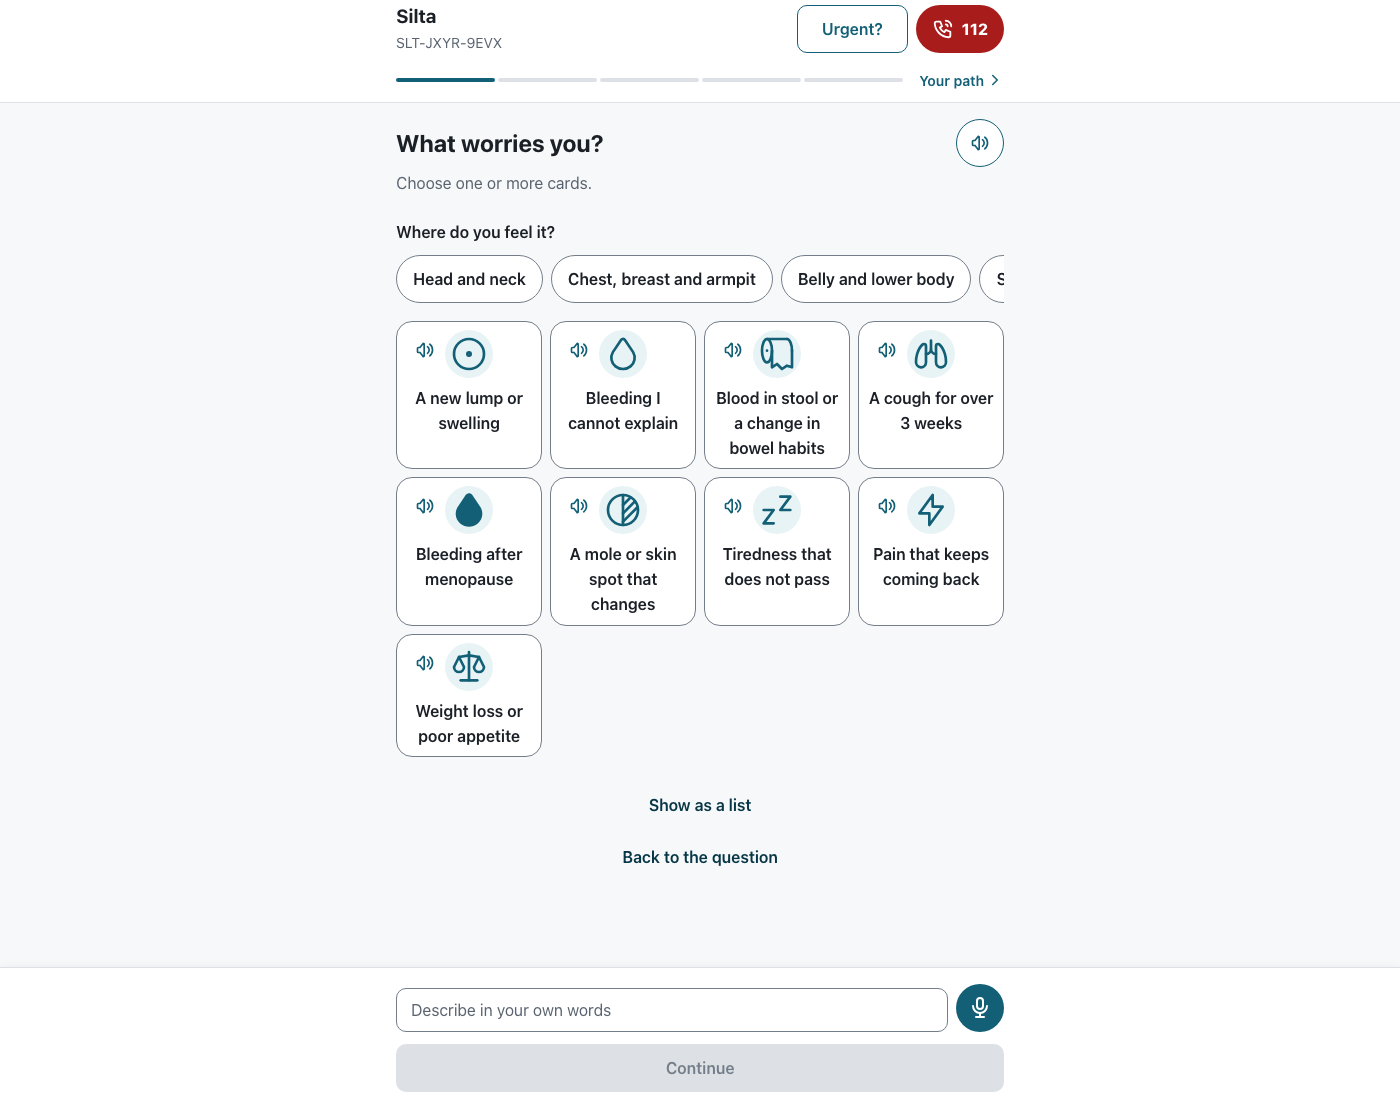 Silta
SLT-JXYR-9EVX
Urgent?
112
Your path
What worries you?
Choose one or more cards.
Where do you feel it?
Head and neck
Chest, breast and armpit
Belly and lower body
A new lump or
swelling
Bleeding I
cannot explain
Blood in stool or
a change in
bowel habits
A cough for over
3 weeks
Bleeding after
menopause
A mole or skin
spot that
changes
Tiredness that
does not pass
Pain that keeps
coming back
Weight loss or
poor appetite
Show as a list
Back to the question
Describe in your own words
Continue